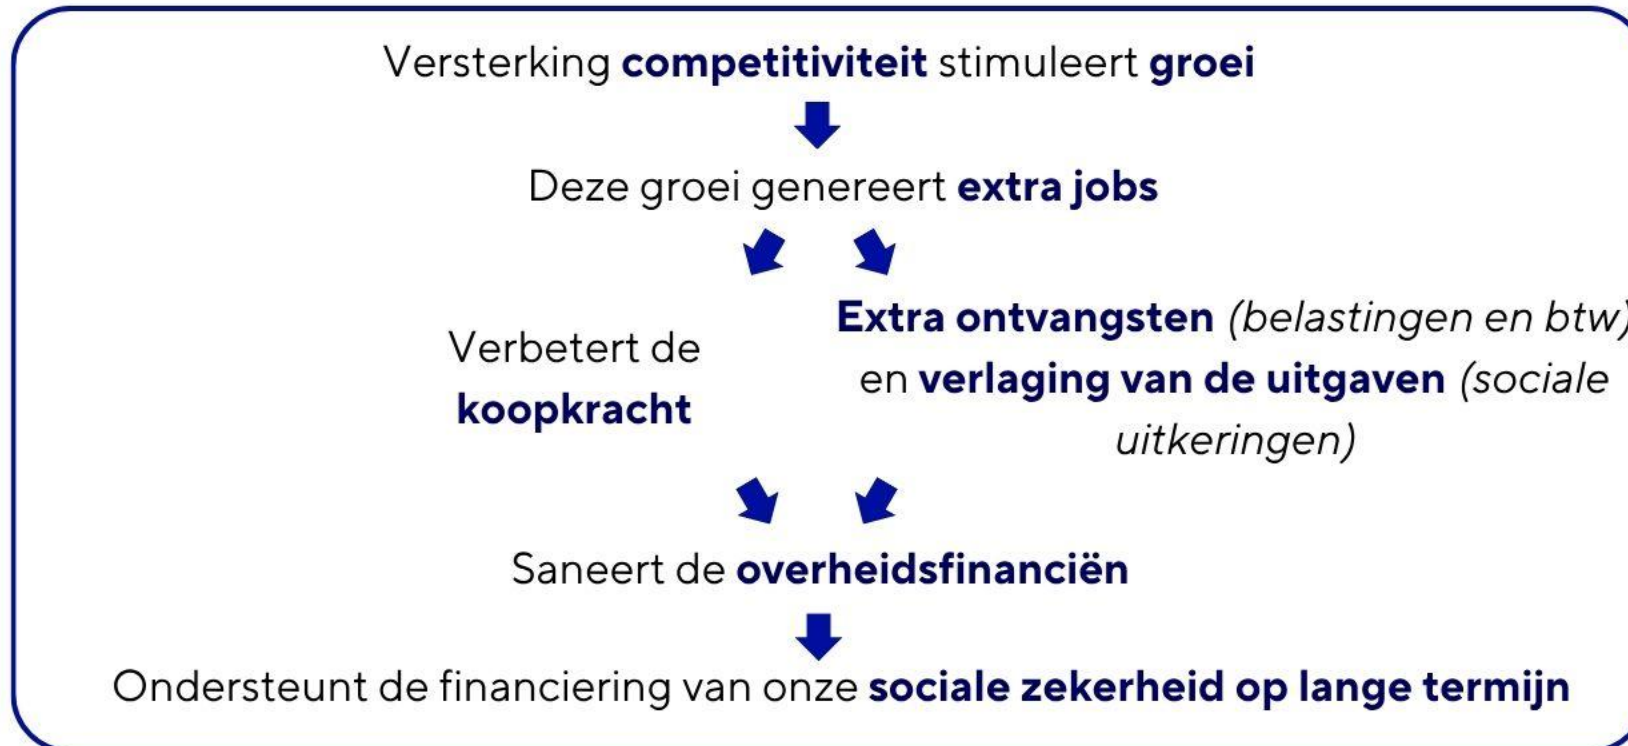 Versterking competitiviteit stimuleert groei
Deze groei genereert extra jobs
Verbetert de
koopkracht
Extra ontvangsten (belastingen en btw)
en verlaging van de uitgaven (sociale
uitkeringen)
Saneert de overheidsfinanciën
Ondersteunt de financiering van onze sociale zekerheid op lange termijn